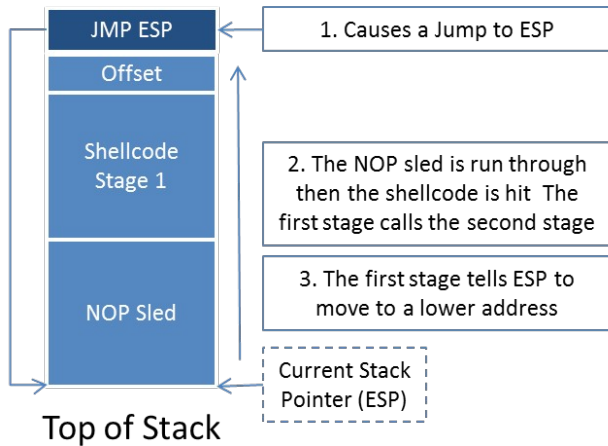 JMP ESP
1. Causes a Jump to ESP
Offset
Shellcode
Stage 1
2. The NOP sled is run through
then the shellcode is hit  The
first stage calls the second stage
3. The first stage tells ESP to
move to a lower address
NOP Sled
Current Stack
Pointer (ESP)
Top of Stack